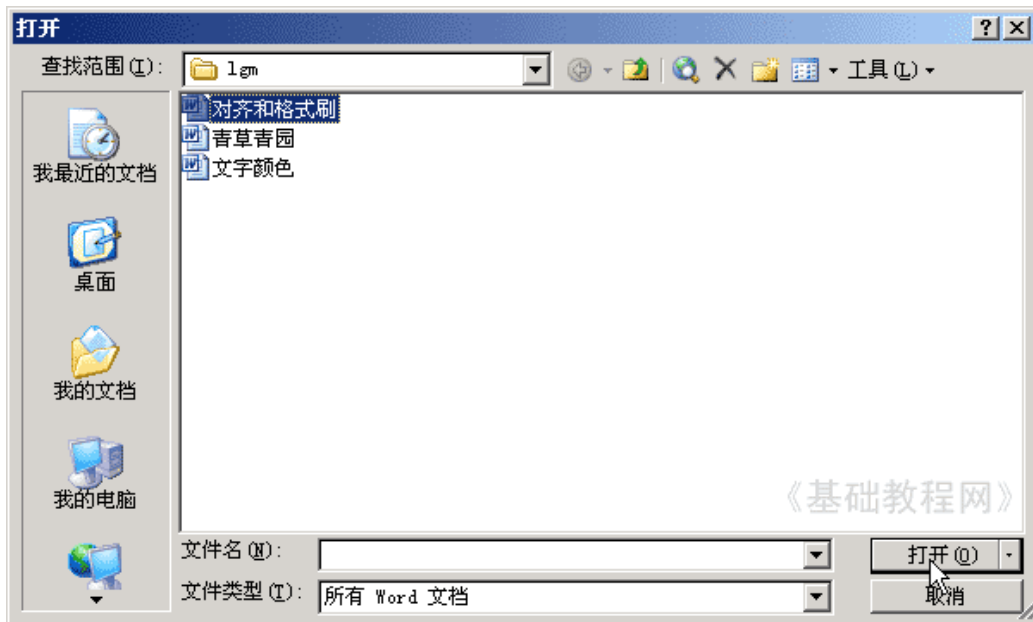 打开
查找范围(I):
lgm
工具(L)
我最近的文档
桌面
我的文档
我的电脑
对齐和格式刷
青草青园
文字颜色
《基础教程网》
文件名(N):
打开(O)
文件类型(T):
所有 Word 文档
取消